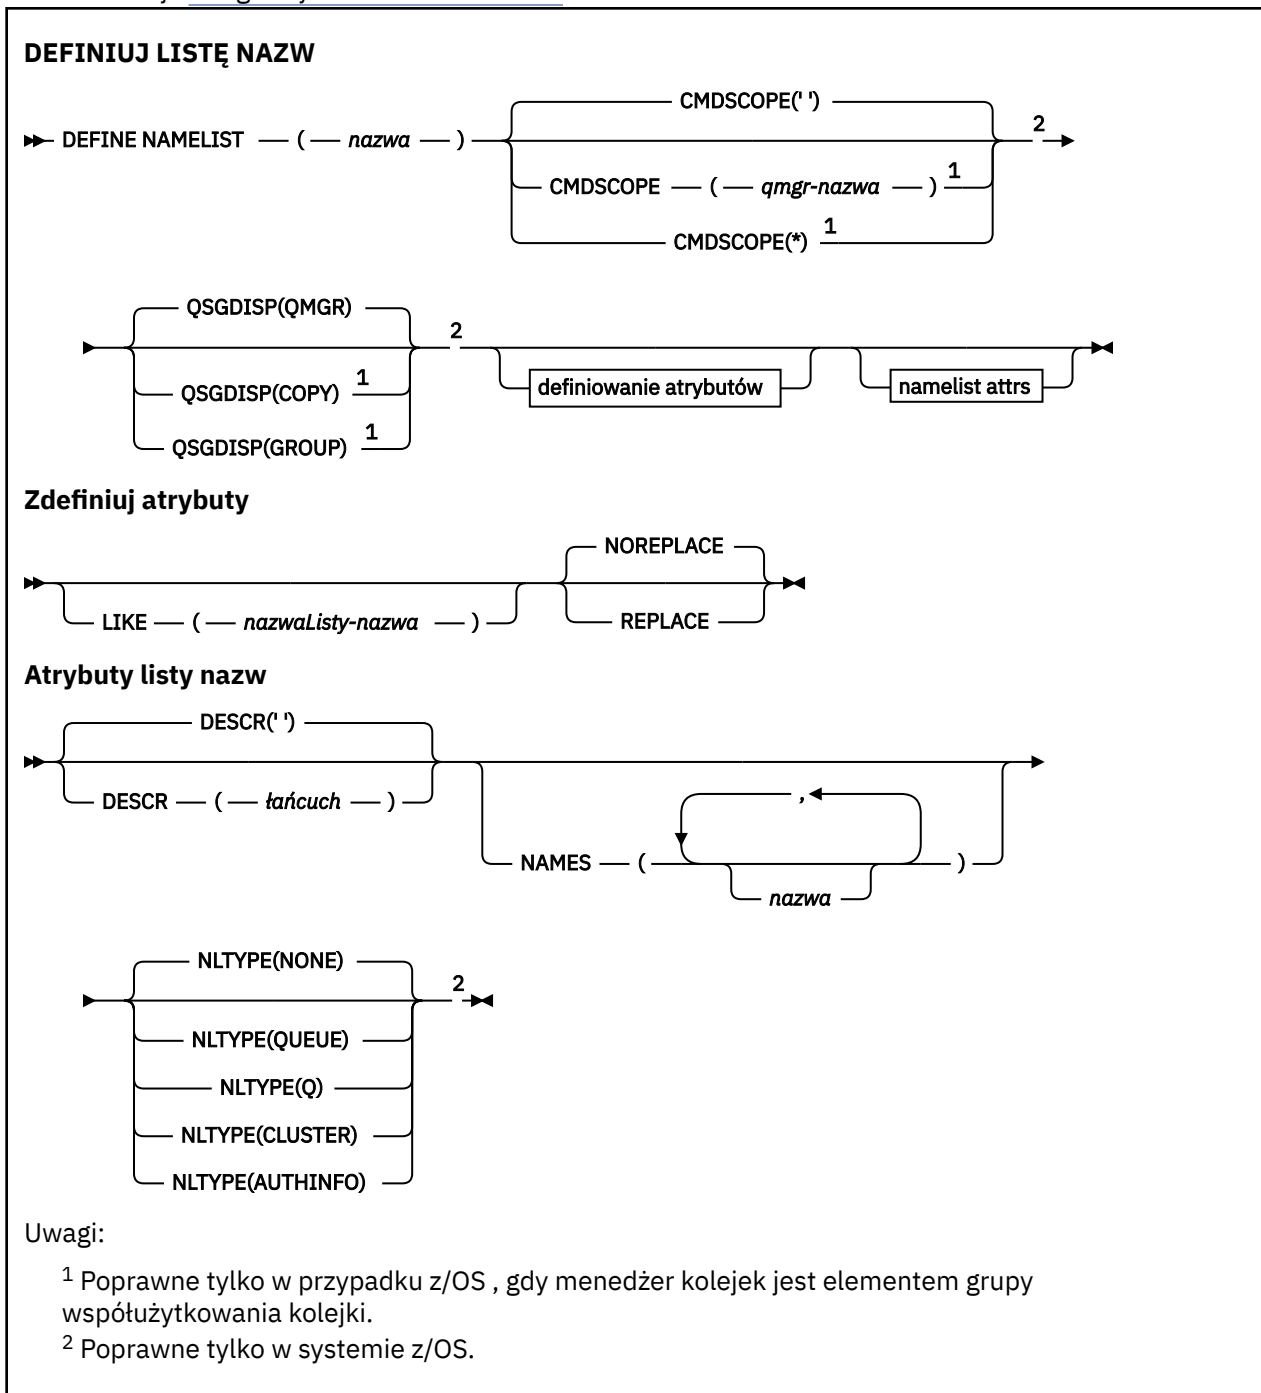 DEFINIUJ LISTĘ NAZW
CMDSCOPE(' ')
DEFINE NAMELIST ( nazwa ) 2
CMDSCOPE ( qmgr-nazwa ) 1
CMDSCOPE(*) 1
QSGDISP(QMGR)
2
QSGDISP(COPY) 1
definiowanie atrybutów
namelist attrs
QSGDISP(GROUP) 1
Zdefiniuj atrybuty
NOREPLACE
LIKE ( nazwaListy-nazwa )
REPLACE
Atrybuty listy nazw
DESCR(' ')
DESCR ( łańcuch )
,
NAMES ( nazwa )
NLTYPE(NONE)
2
NLTYPE(QUEUE)
NLTYPE(Q)
NLTYPE(CLUSTER)
NLTYPE(AUTHINFO)
Uwagi:
1 Poprawne tylko w przypadku z/OS , gdy menedżer kolejek jest elementem grupy
współużytkowania kolejki.
2 Poprawne tylko w systemie z/OS.